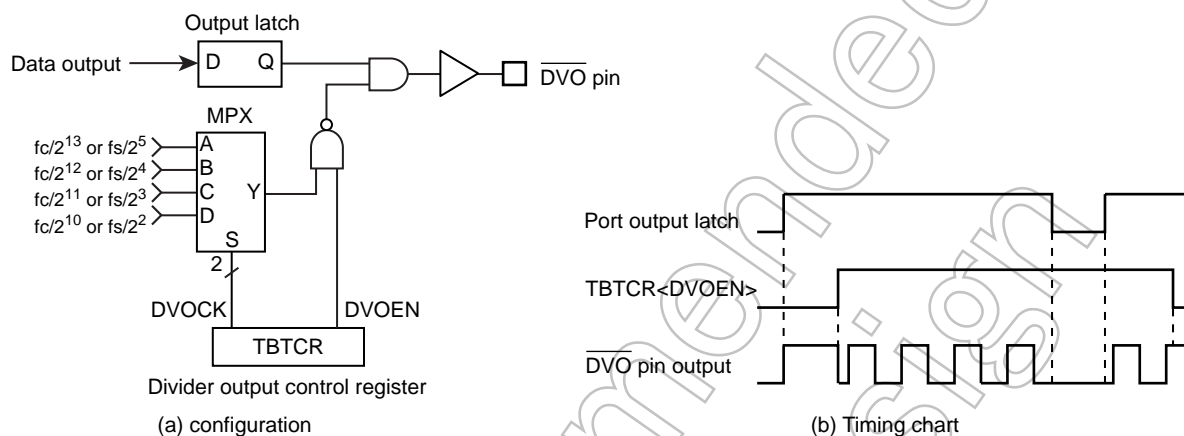 Output latch
Data output
D Q
DVO pin
MPX
fc/2^13 or fs/2^5
A
fc/2^12 or fs/2^4
B
fc/2^11 or fs/2^3
C
Y
fc/2^10 or fs/2^2
D
S
2
DVOCK
DVOEN
TBTCR
Divider output control register
(a) configuration
Port output latch
TBTCR<DVOEN>
DVO pin output
(b) Timing chart
mende
sign